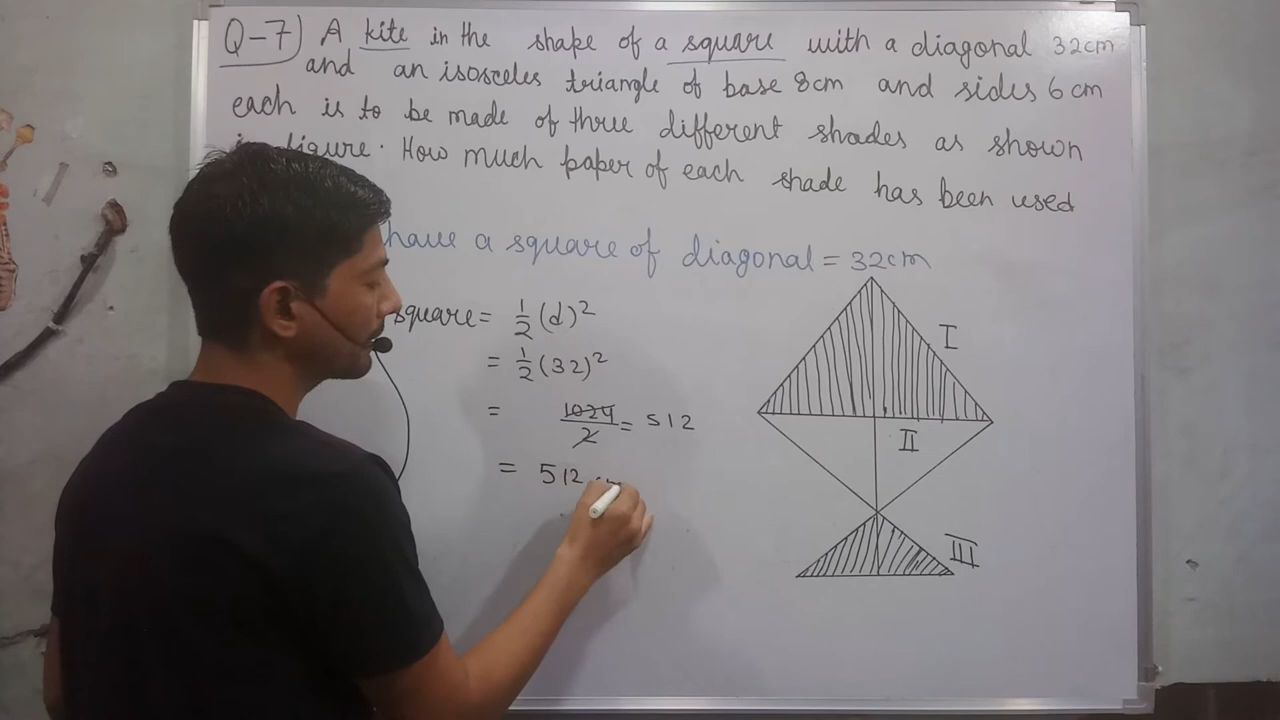 Q-7) A kite in the shape of a square with a diagonal 32cm
and an isosceles triangle of base 8cm and sides 6cm
each is to be made of three different shades as shown
figure. How much paper of each shade has been used
have a square of diagonal = 32cm
square = 1/2 (d)²
= 1/2 (32)²
= 1024/2 = 512
= 512 cm
I
II
III